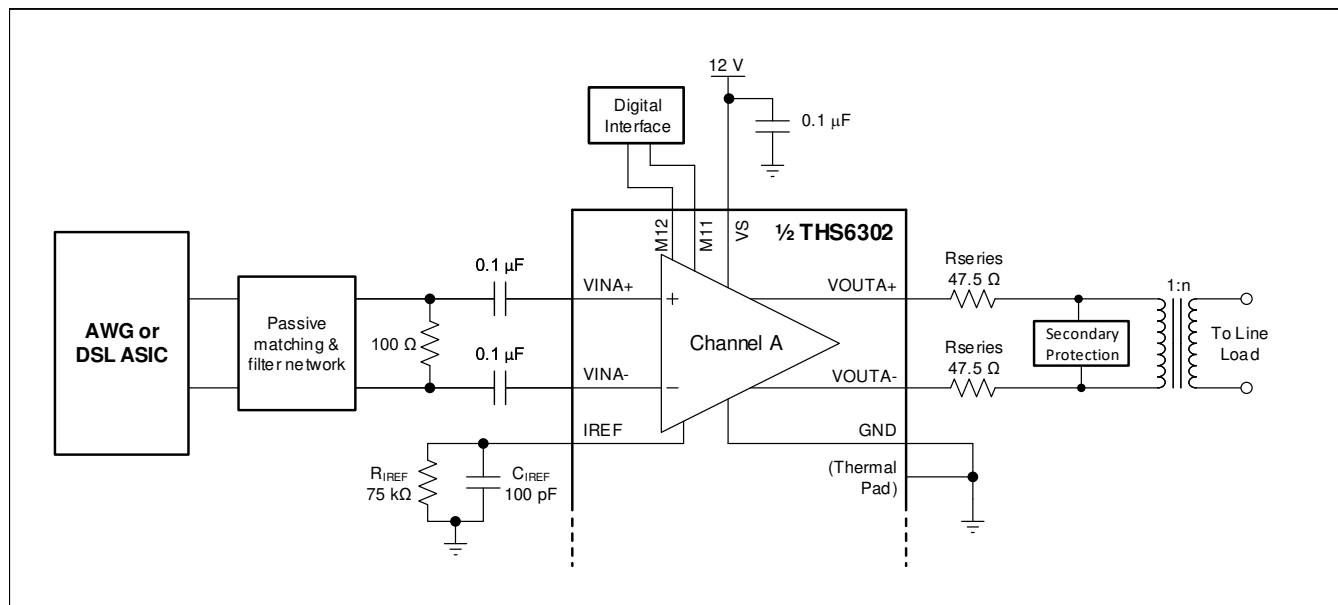 12 V
Digital
Interface
0.1 μF
M12
M11
VS
½ THS6302
AWG or
DSL ASIC
Passive
matching &
filter network
100 Ω
0.1 µF
0.1 µF
VINA+
VINA-
+
−
Channel A
VOUTA+
VOUTA-
Rseries
47.5 Ω
Rseries
47.5 Ω
Secondary
Protection
1:n
To Line
Load
IREF
GND
(Thermal
Pad)
RIREF
75 kΩ
CIREF
100 pF